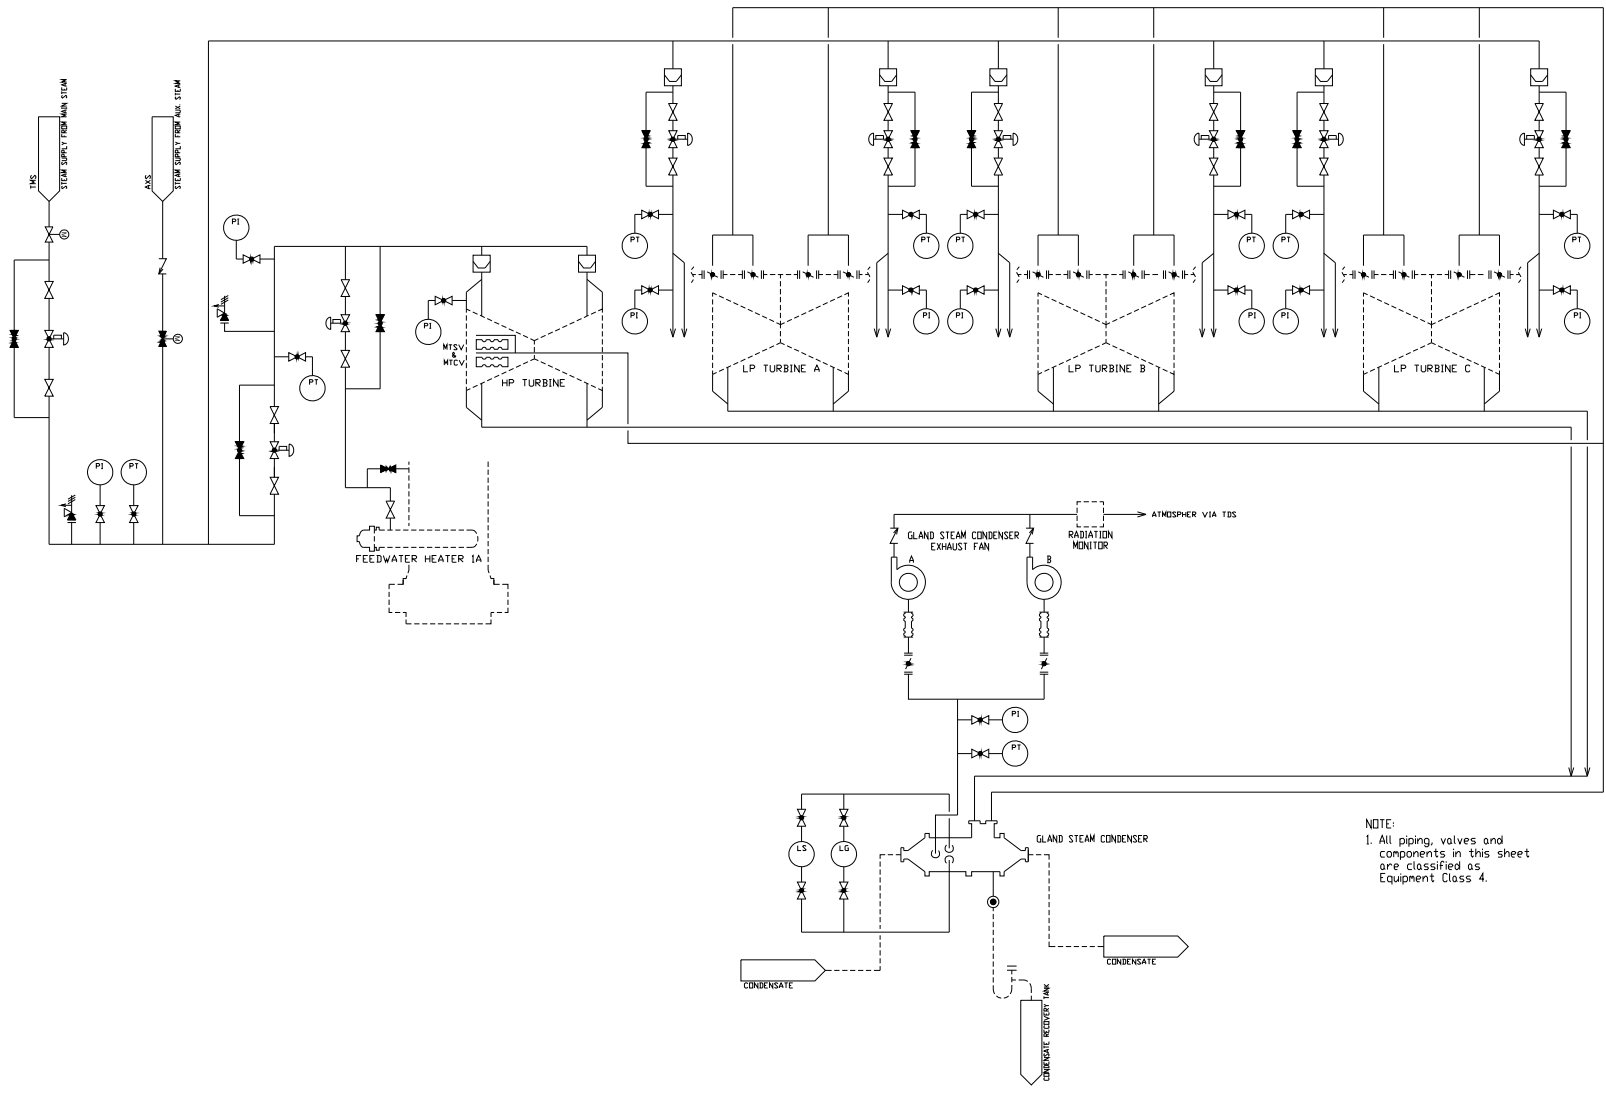 TMS
STEAM SUPPLY FROM MAIN STEAM
AXS
STEAM SUPPLY FROM AUX. STEAM
M
M
PI
PT
PI
PT
PI
PI
MTSV
&
MTCV
HP TURBINE
PT
PI
PT
PI
PT
PI
PT
PI
PT
PI
PT
PI
LP TURBINE A
LP TURBINE B
LP TURBINE C
FEEDWATER HEATER 1A
GLAND STEAM CONDENSER
EXHAUST FAN
A
B
RADIATION
MONITOR
ATMOSPHER VIA TDS
PI
PT
LS
LG
GLAND STEAM CONDENSER
CONDENSATE
CONDENSATE
CONDENSATE RECOVERY TANK
NOTE:
1. All piping, valves and
components in this sheet
are classified as
Equipment Class 4.